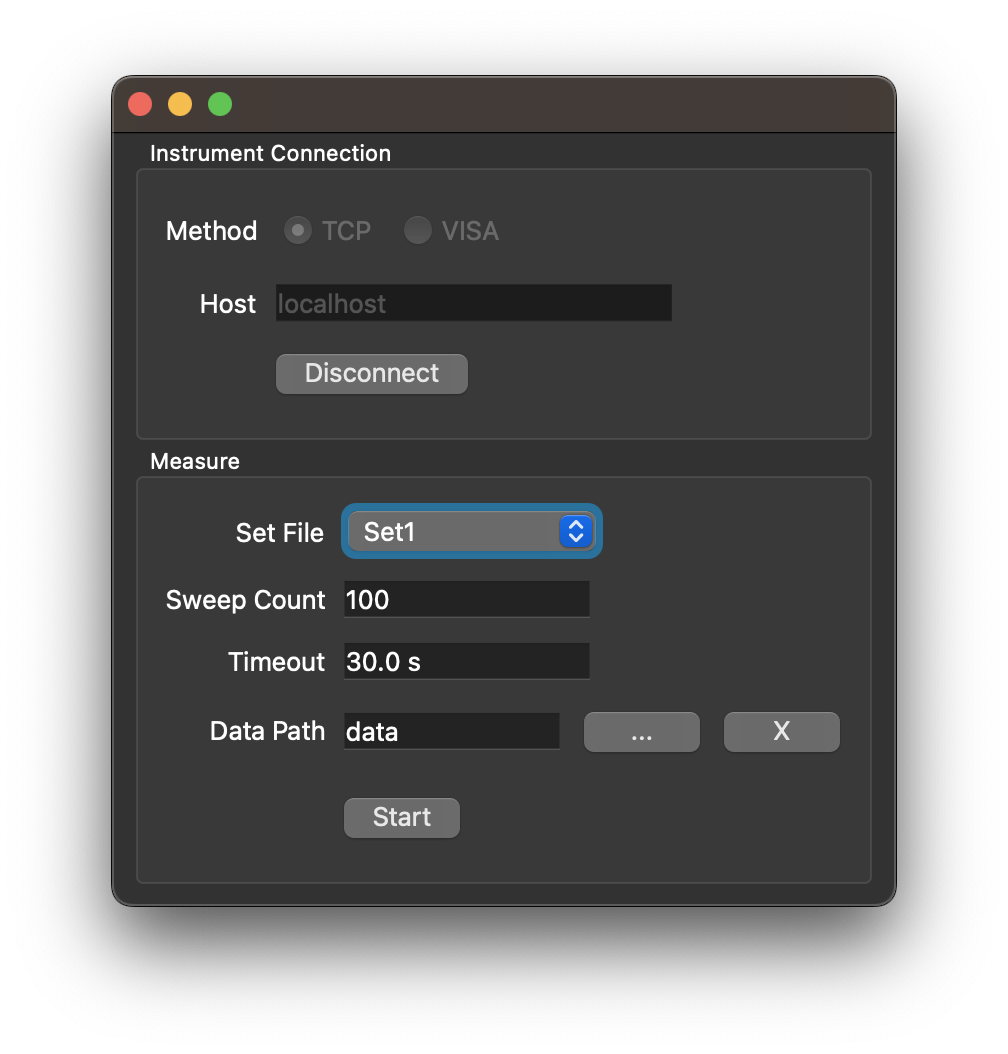 Instrument Connection
Method TCP VISA
Host localhost
Disconnect
Measure
Set File Set1
Sweep Count 100
Timeout 30.0 s
Data Path data ... X
Start